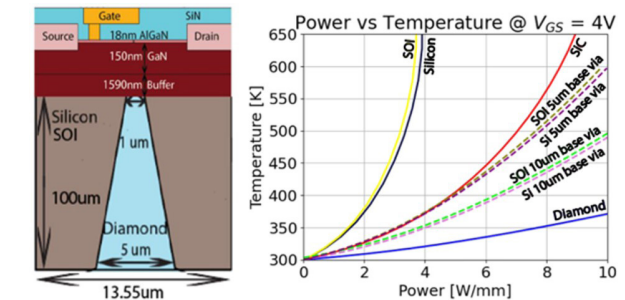 Gate
SiN
Source
18nm AlGaN
Drain
150nm GaN
1590nm Buffer
Silicon
SOI
1 um
100um
Diamond
5 um
13.55um
Power vs Temperature @ VGS = 4V
Temperature [K]
650
600
550
500
450
400
350
300
0
2
4
6
8
10
Power [W/mm]
SOI
Silicon
SiC
SOI 5um base via
SI 5um base via
SOI 10um base via
SI 10um base via
Diamond